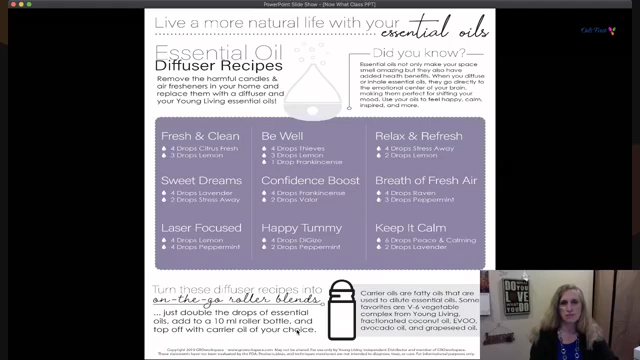 PowerPoint Slide Show - [Now What Class PPT]
Live a more natural life with your essential oils
Essential Oil
Diffuser Recipes
Remove the harmful candles &
air fresheners in your home and
replace them with a diffuser and
your Young Living essential oils!
Did you know?
Essential oils not only make your space
smell amazing but they also have
added health benefits. When you diffuse
or inhale essential oils, they go directly to
the emotional center of your brain,
making them perfect for shifting your
mood. Use your oils to feel happy, calm,
inspired, and more.
Fresh & Clean
4 Drops Citrus Fresh
3 Drops Lemon
Be Well
4 Drops Thieves
3 Drops Lemon
1 Drop Frankincense
Relax & Refresh
4 Drops Stress Away
2 Drops Lemon
Sweet Dreams
4 Drops Lavender
2 Drops Stress Away
Confidence Boost
4 Drops Frankincense
2 Drops Valor
Breath of Fresh Air
4 Drops Raven
3 Drops Peppermint
Laser Focused
4 Drops Lemon
4 Drops Peppermint
Happy Tummy
4 Drops DiGize
2 Drops Peppermint
Keep It Calm
6 Drops Peace & Calming
2 Drops Lavender
Turn these diffuser recipes into
on-the-go roller blends,
... just double the drops of essential
oils, add to a 10 ml roller bottle, and
top off with carrier oil of your choice.
Carrier oils are fatty oils that are
used to dilute essential oils. Some
favorites are V-6 vegetable
complex from Young Living,
fractionated coconut oil, EVOO,
avocado oil, and grapeseed oil.
DO WHAT
YOU
LOVE